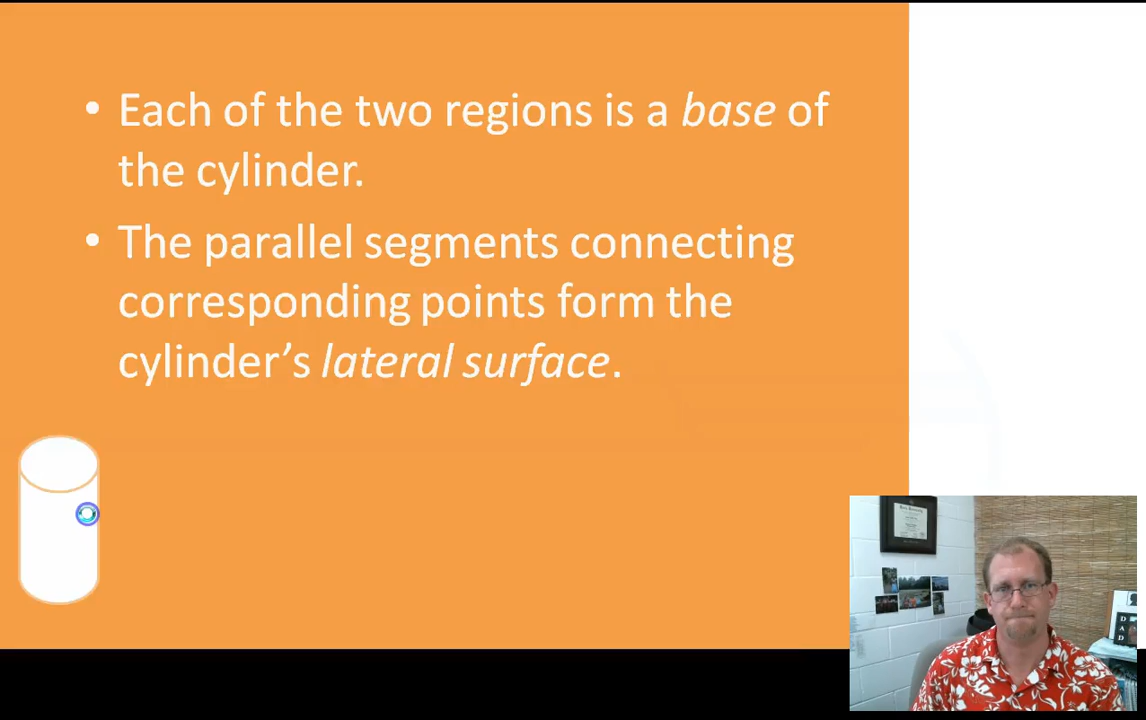 • Each of the two regions is a base of
the cylinder.
• The parallel segments connecting
corresponding points form the
cylinder’s lateral surface.
DAD